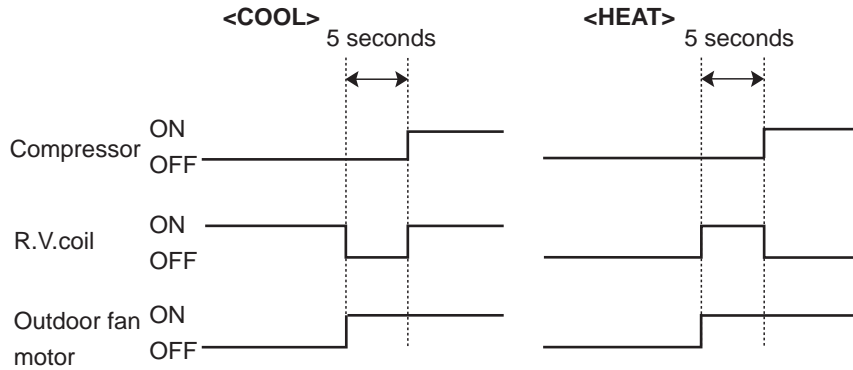 <COOL>
<HEAT>
5 seconds
5 seconds
Compressor
ON
OFF
R.V.coil
ON
OFF
Outdoor fan
motor
ON
OFF